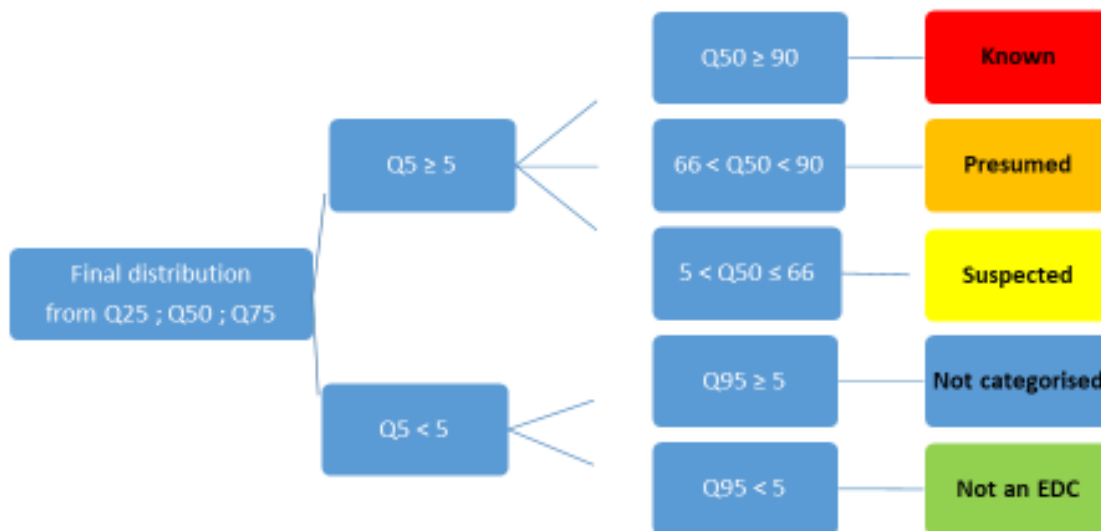 Final distribution
from Q25 ; Q50 ; Q75
Q5 ≥ 5
Q5 < 5
Q50 ≥ 90
Known
66 < Q50 < 90
Presumed
5 < Q50 ≤ 66
Suspected
Q95 ≥ 5
Not categorised
Q95 < 5
Not an EDC